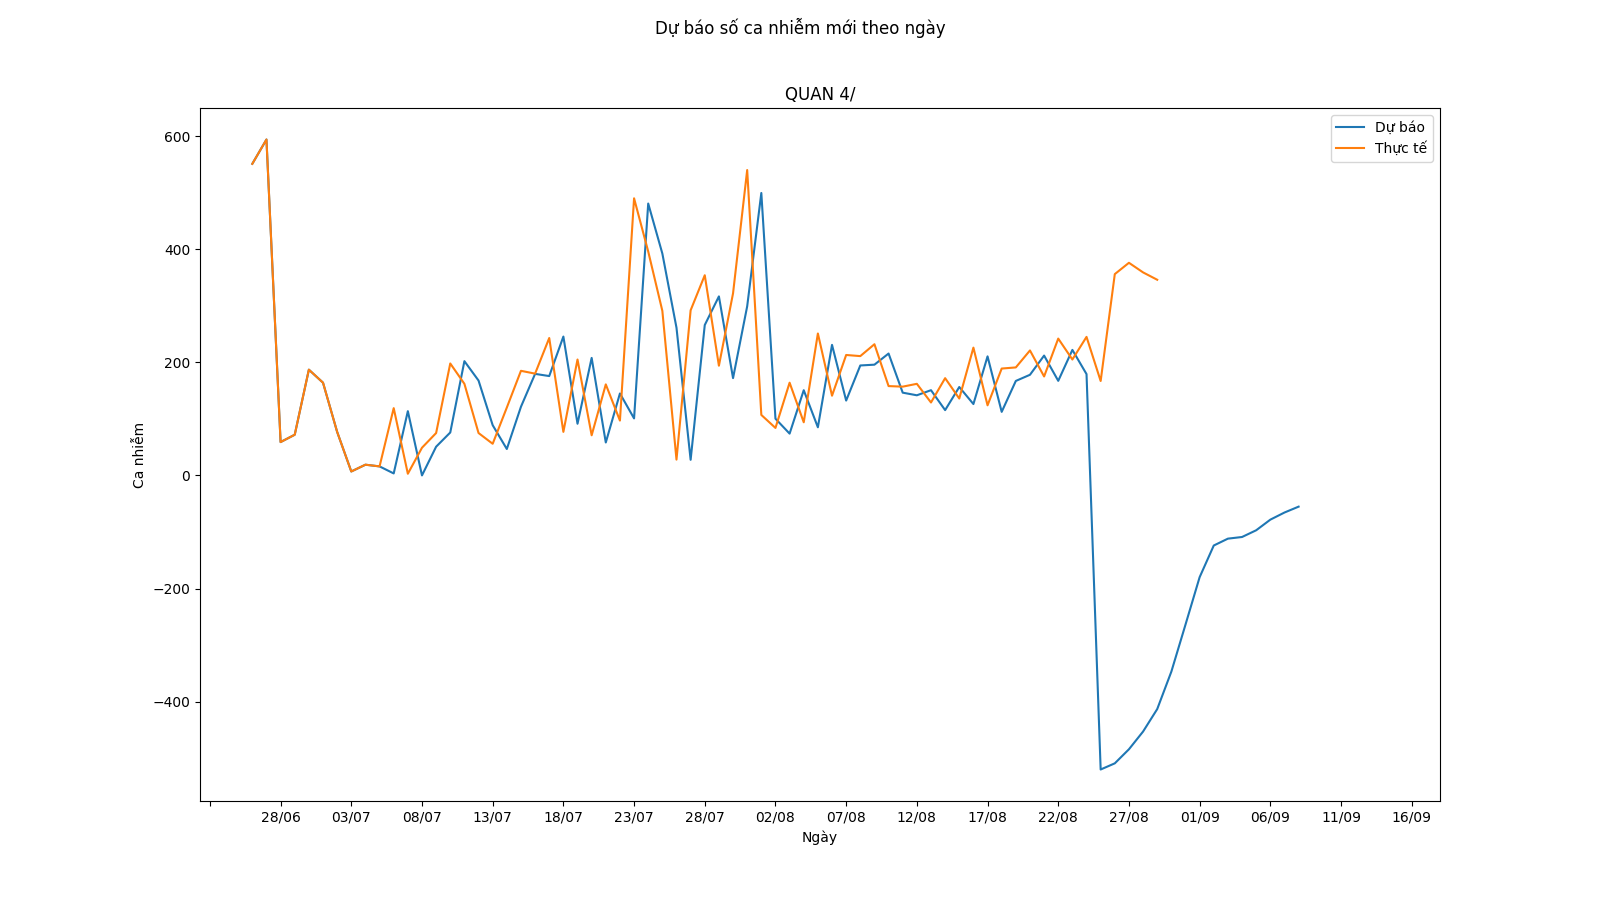 Dự báo số ca nhiễm mới theo ngày
QUAN 4/
Dự báo
Thực tế
600
400
200
0
−200
−400
Ca nhiễm
28/06 03/07 08/07 13/07 18/07 23/07 28/07 02/08 07/08 12/08 17/08 22/08 27/08 01/09 06/09 11/09 16/09
Ngày